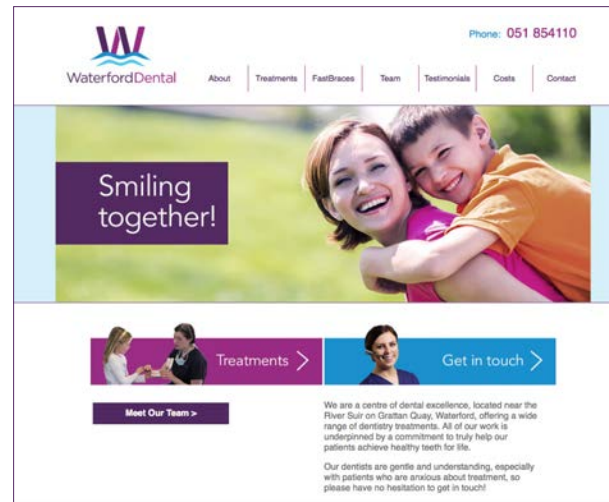 Phone: 051 854110
W
WaterfordDental
About Treatments FastBraces Team Testimonials Costs Contact
Smiling
together!
Treatments
Get in touch
Meet Our Team >
We are a centre of dental excellence, located near the
River Suir on Grattan Quay, Waterford, offering a wide
range of dentistry treatments. All of our work is
underpinned by a commitment to truly help our
patients achieve healthy teeth for life.
Our dentists are gentle and understanding, especially
with patients who are anxious about treatment, so
please have no hesitation to get in touch!